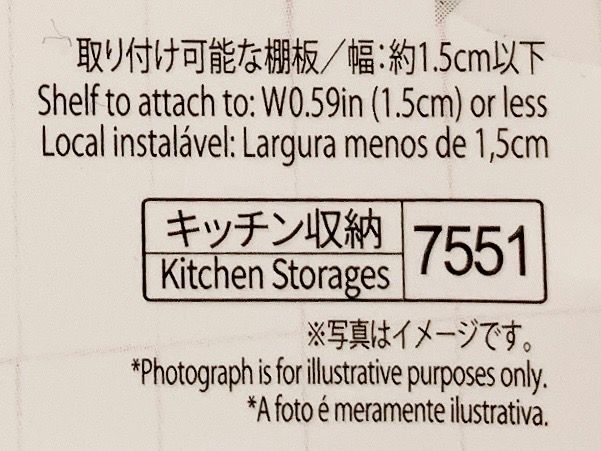 取り付け可能な棚板／幅：約1.5cm以下
Shelf to attach to: W0.59in (1.5cm) or less
Local instalável: Largura menos de 1,5cm
キッチン収納
Kitchen Storages
7551
※写真はイメージです。
*Photograph is for illustrative purposes only.
*A foto é meramente ilustrativa.